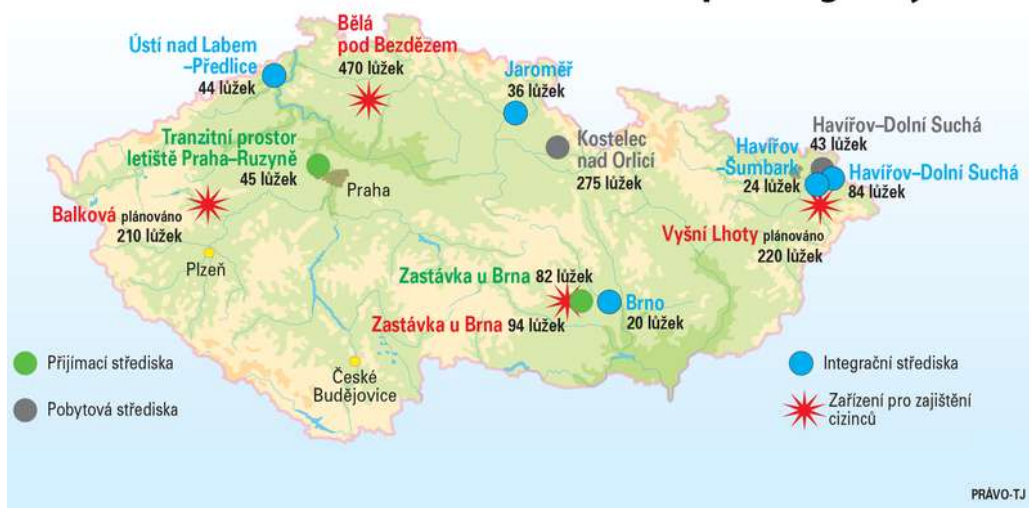 Bělá
pod Bezdězem
470 lůžek
Ústí nad Labem
–Předlice
44 lůžek
Jaroměř
36 lůžek
Tranzitní prostor
letiště Praha–Ruzyně
45 lůžek
Praha
Kostelec
nad Orlicí
275 lůžek
Havířov–Dolní Suchá
43 lůžek
Havířov
–Šumbark
24 lůžek
Havířov–Dolní Suchá
84 lůžek
Balková plánováno
210 lůžek
Plzeň
Vyšní Lhoty plánováno
220 lůžek
Zastávka u Brna 82 lůžek
Zastávka u Brna 94 lůžek
Brno
20 lůžek
České
Budějovice
Přijímací střediska
Pobytová střediska
Integrační střediska
Zařízení pro zajištění
cizinců
PRÁVO-TJ